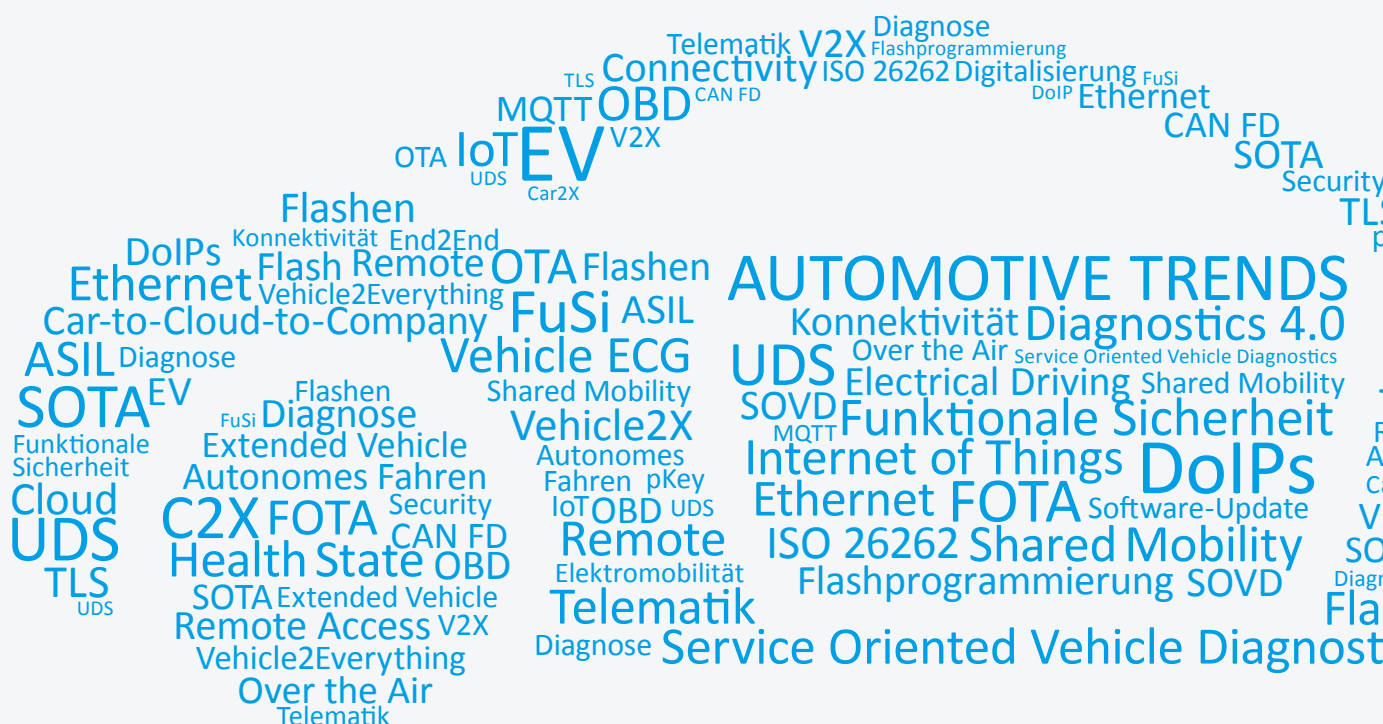 Diagnose
Telematik V2X Flashprogrammierung
TLS Connectivity ISO 26262 Digitalisierung FuSi
MQTT OBD CAN FD DoIP Ethernet
CAN FD
OTA IoT EV V2X SOTA
UDS Car2X Security
Flashen TLS
Konnektivität End2End
DoIPs Flash Remote OTA Flashen
Ethernet Vehicle2Everything
AUTOMOTIVE TRENDS
Car-to-Cloud-to-Company FuSi ASIL
Konnektivität Diagnostics 4.0
ASIL Diagnose Vehicle ECG
UDS Over the Air Service Oriented Vehicle Diagnostics
SOTA EV Flashen Shared Mobility
Electrical Driving Shared Mobility
FuSi Diagnose Vehicle2X
SOVD Funktionale Sicherheit
MQTT
Funktionale
Sicherheit
Extended Vehicle Autonomes
Fahren pKey
Internet of Things DoIPs
Autonomes Fahren
Cloud C2X FOTA Security IoT OBD UDS
Ethernet FOTA Software-Update
UDS CAN FD Remote
ISO 26262 Shared Mobility
Health State OBD Elektromobilität
TLS Flashprogrammierung SOVD
UDS SOTA Extended Vehicle Telematik
Remote Access V2X
Diagnose Service Oriented Vehicle Diagnost
Vehicle2Everything
Over the Air
Telematik